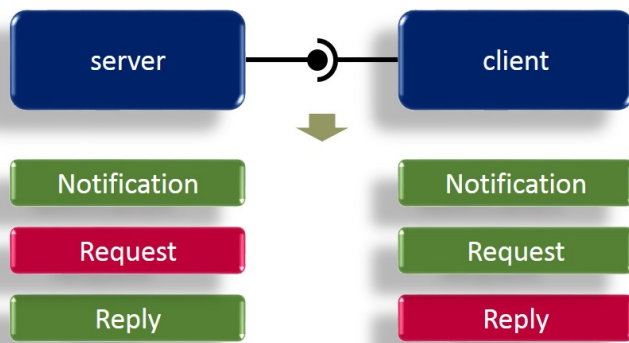 server
client
Notification
Notification
Request
Request
Reply
Reply